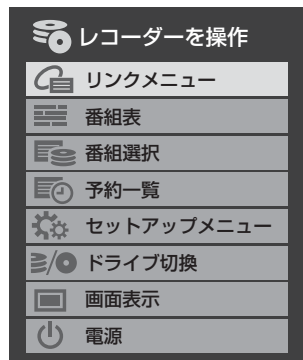 レコーダーを操作
リンクメニュー
番組表
番組選択
予約一覧
セットアップメニュー
ドライブ切換
画面表示
電源